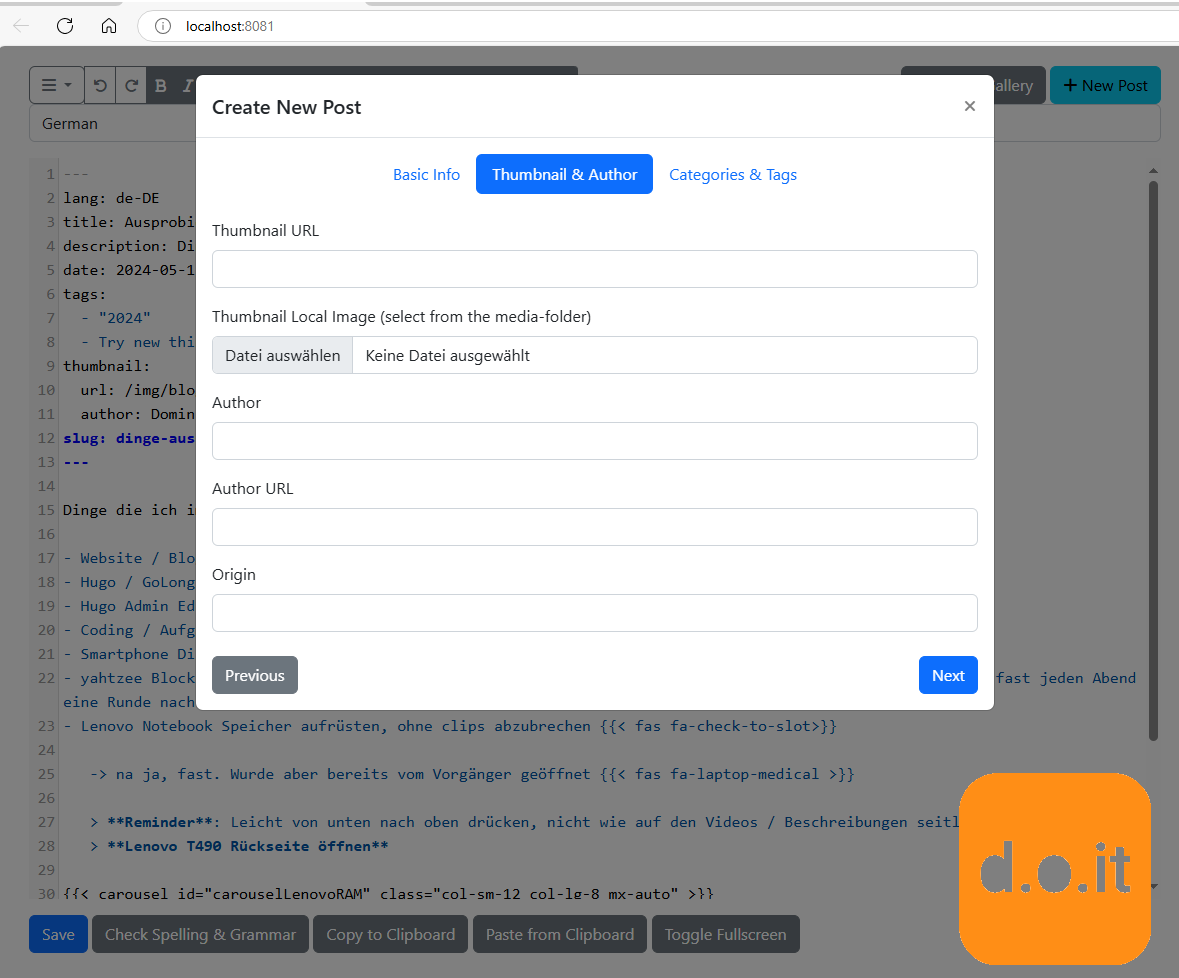 localhost:8081
B I
allery
+ New Post
German
Create New Post
×
Basic Info
Thumbnail & Author
Categories & Tags
Thumbnail URL
Thumbnail Local Image (select from the media-folder)
Datei auswählen Keine Datei ausgewählt
Author
Author URL
Origin
Previous
Next
1 ---
2 lang: de-DE
3 title: Ausprobi
4 description: Di
5 date: 2024-05-1
6 tags:
7 - "2024"
8 - Try new thi
9 thumbnail:
10 url: /img/blo
11 author: Domin
12 slug: dinge-aus
13 ---
14
15 Dinge die ich i
16
17 - Website / Blo
18 - Hugo / GoLong
19 - Hugo Admin Ed
20 - Coding / Aufg
21 - Smartphone Di
22 - yahtzee Block fast jeden Abend
eine Runde nach
23 - Lenovo Notebook Speicher aufrüsten, ohne clips abzubrechen {{< fas fa-check-to-slot>}}
24
25 -> na ja, fast. Wurde aber bereits vom Vorgänger geöffnet {{< fas fa-laptop-medical >}}
26
27 > **Reminder**: Leicht von unten nach oben drücken, nicht wie auf den Videos / Beschreibungen seitl
28 > **Lenovo T490 Rückseite öffnen**
29
30 {{< carousel id="carouselLenovoRAM" class="col-sm-12 col-lg-8 mx-auto" >}}
d.o.it
Save
Check Spelling & Grammar
Copy to Clipboard
Paste from Clipboard
Toggle Fullscreen